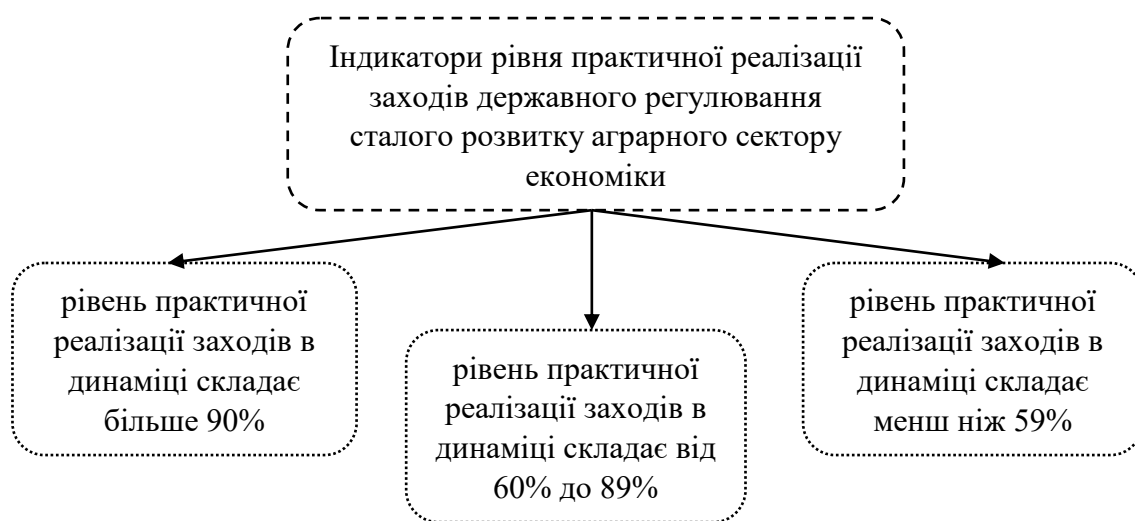 Індикатори рівня практичної реалізації
заходів державного регулювання
сталого розвитку аграрного сектору
економіки
рівень практичної
реалізації заходів в
динаміці складає
більше 90%
рівень практичної
реалізації заходів в
динаміці складає від
60% до 89%
рівень практичної
реалізації заходів в
динаміці складає
менш ніж 59%